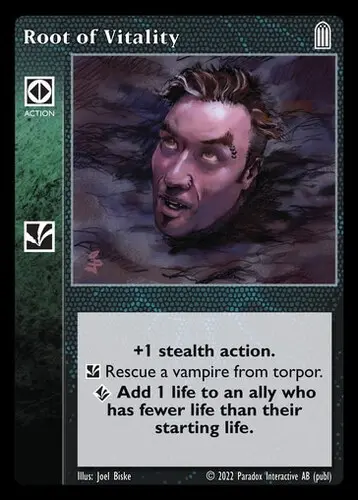 Root of Vitality
ACTION
+1 stealth action.
Rescue a vampire from torpor.
Add 1 life to an ally who
has fewer life than their
starting life.
Illus: Joel Biske © 2022 Paradox Interactive AB (publ)